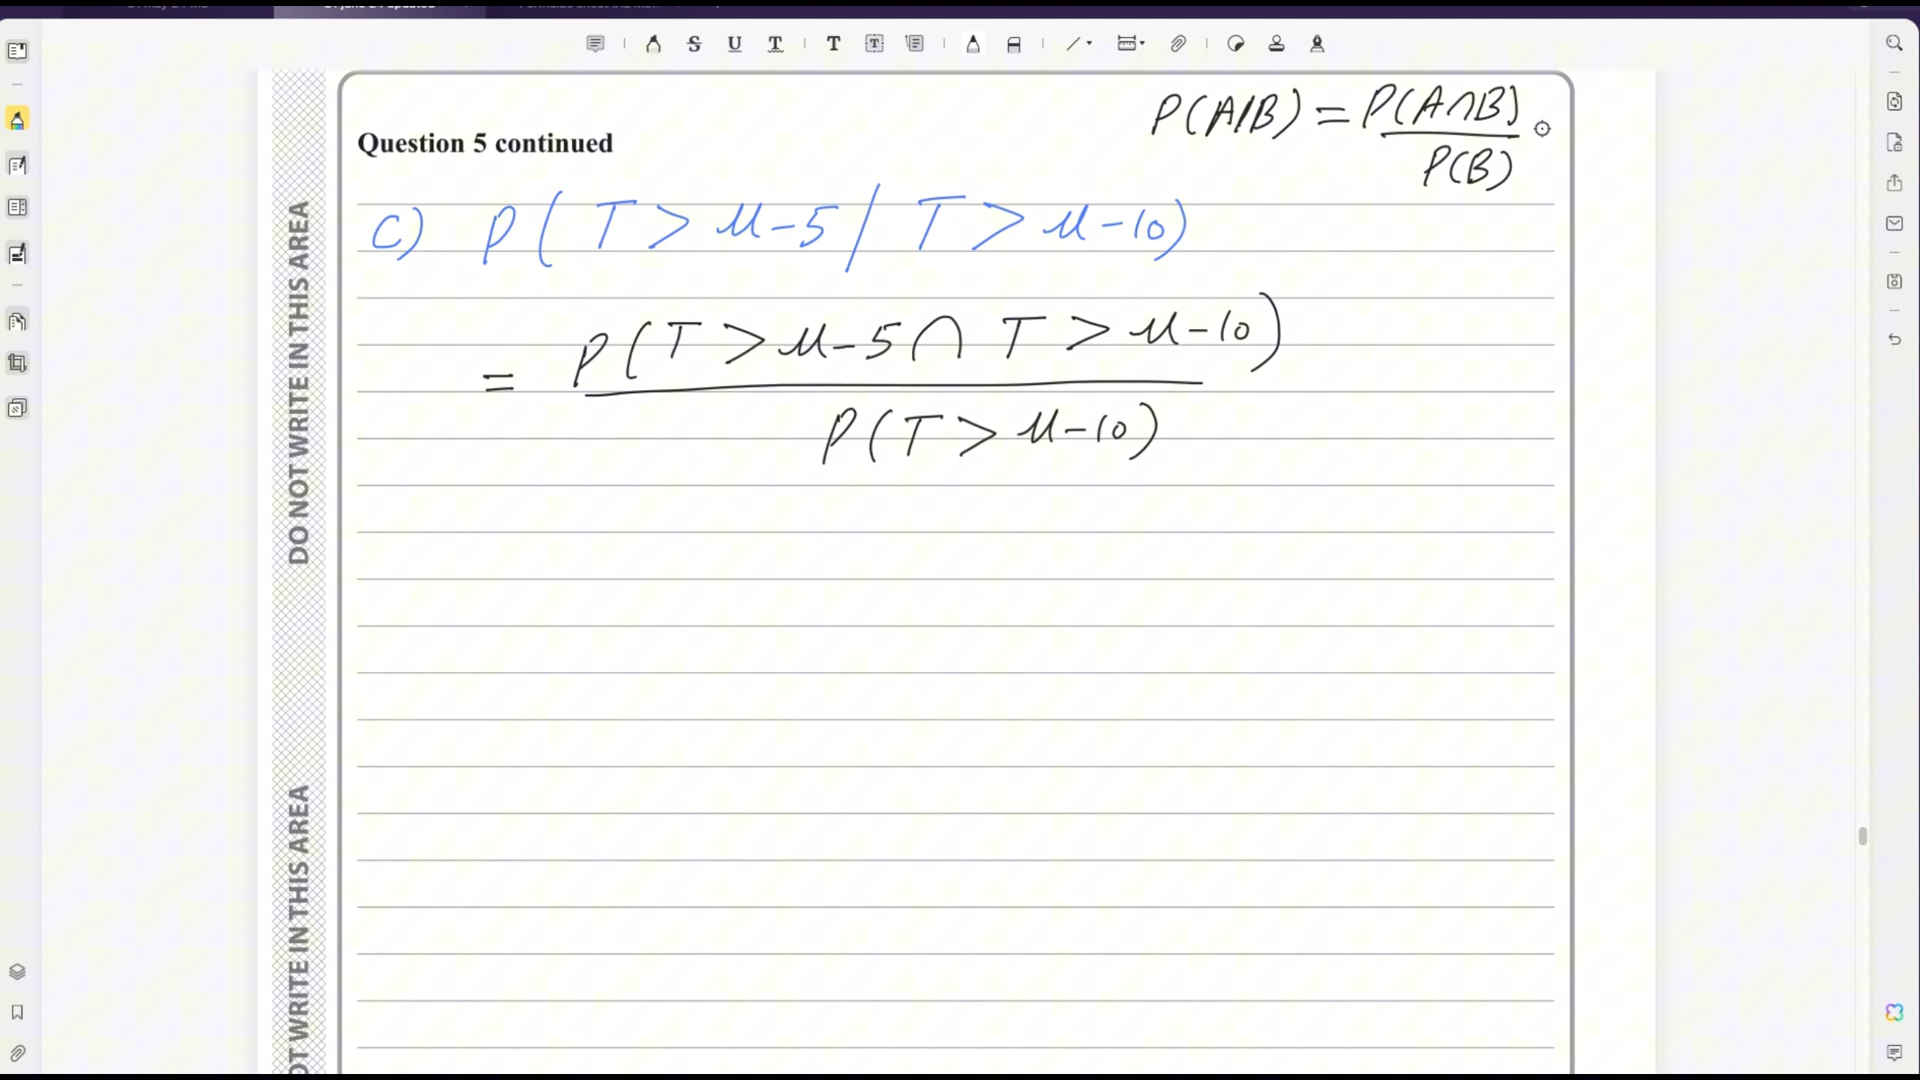 P(A/B) = P(A∩B)
P(B)
Question 5 continued
c) P( T > μ-5 / T > μ-10)
= P( T > μ-5 ∩ T > μ-10)
P( T > μ-10)
DO NOT WRITE IN THIS AREA
OT WRITE IN THIS AREA